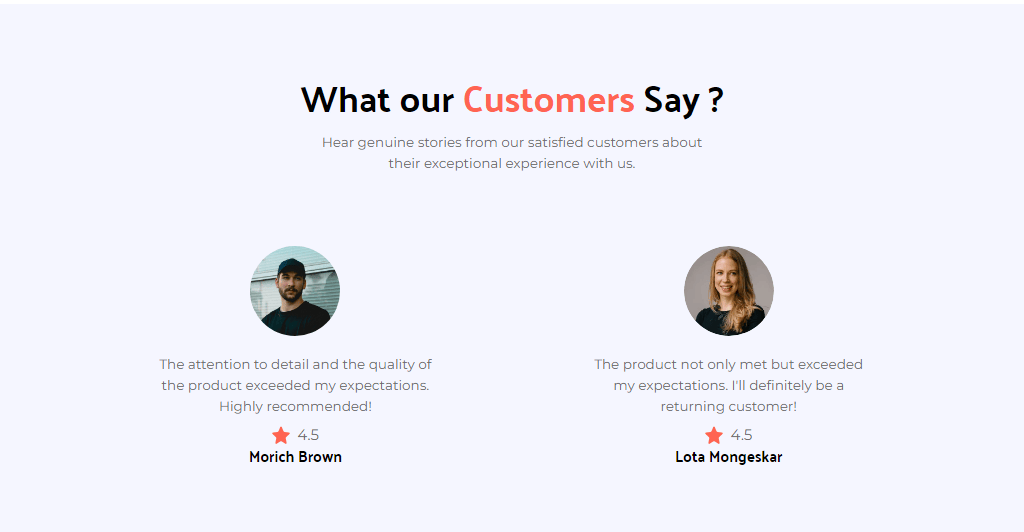 What our Customers Say ?
Hear genuine stories from our satisfied customers about
their exceptional experience with us.
The attention to detail and the quality of
the product exceeded my expectations.
Highly recommended!
4.5
Morich Brown
The product not only met but exceeded
my expectations. I'll definitely be a
returning customer!
4.5
Lota Mongeskar